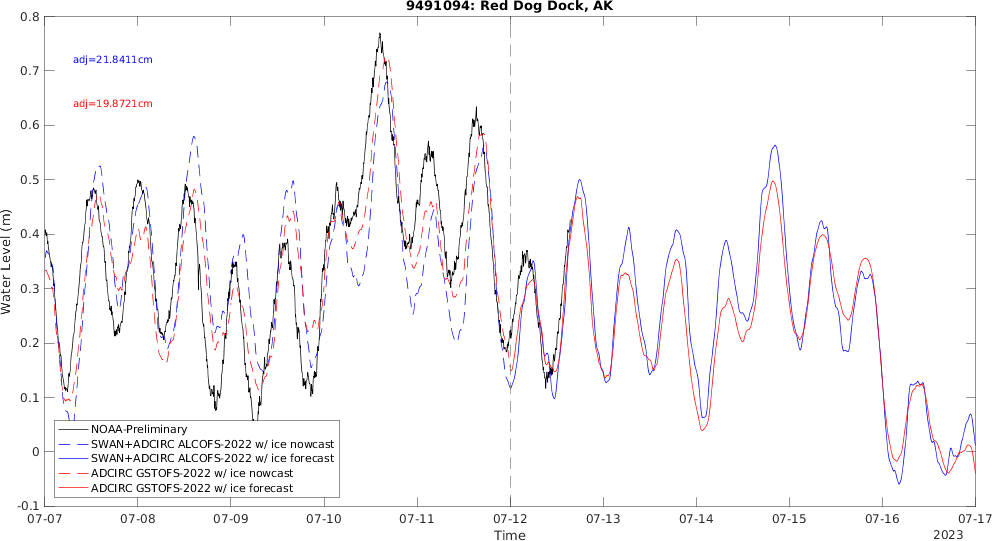 9491094: Red Dog Dock, AK
adj=21.8411cm
adj=19.8721cm
Water Level (m)
0.8
0.7
0.6
0.5
0.4
0.3
0.2
0.1
0
-0.1
NOAA-Preliminary
SWAN+ADCIRC ALCOFS-2022 w/ ice nowcast
SWAN+ADCIRC ALCOFS-2022 w/ ice forecast
ADCIRC GSTOFS-2022 w/ ice nowcast
ADCIRC GSTOFS-2022 w/ ice forecast
07-07 07-08 07-09 07-10 07-11 07-12 07-13 07-14 07-15 07-16 07-17
Time
2023